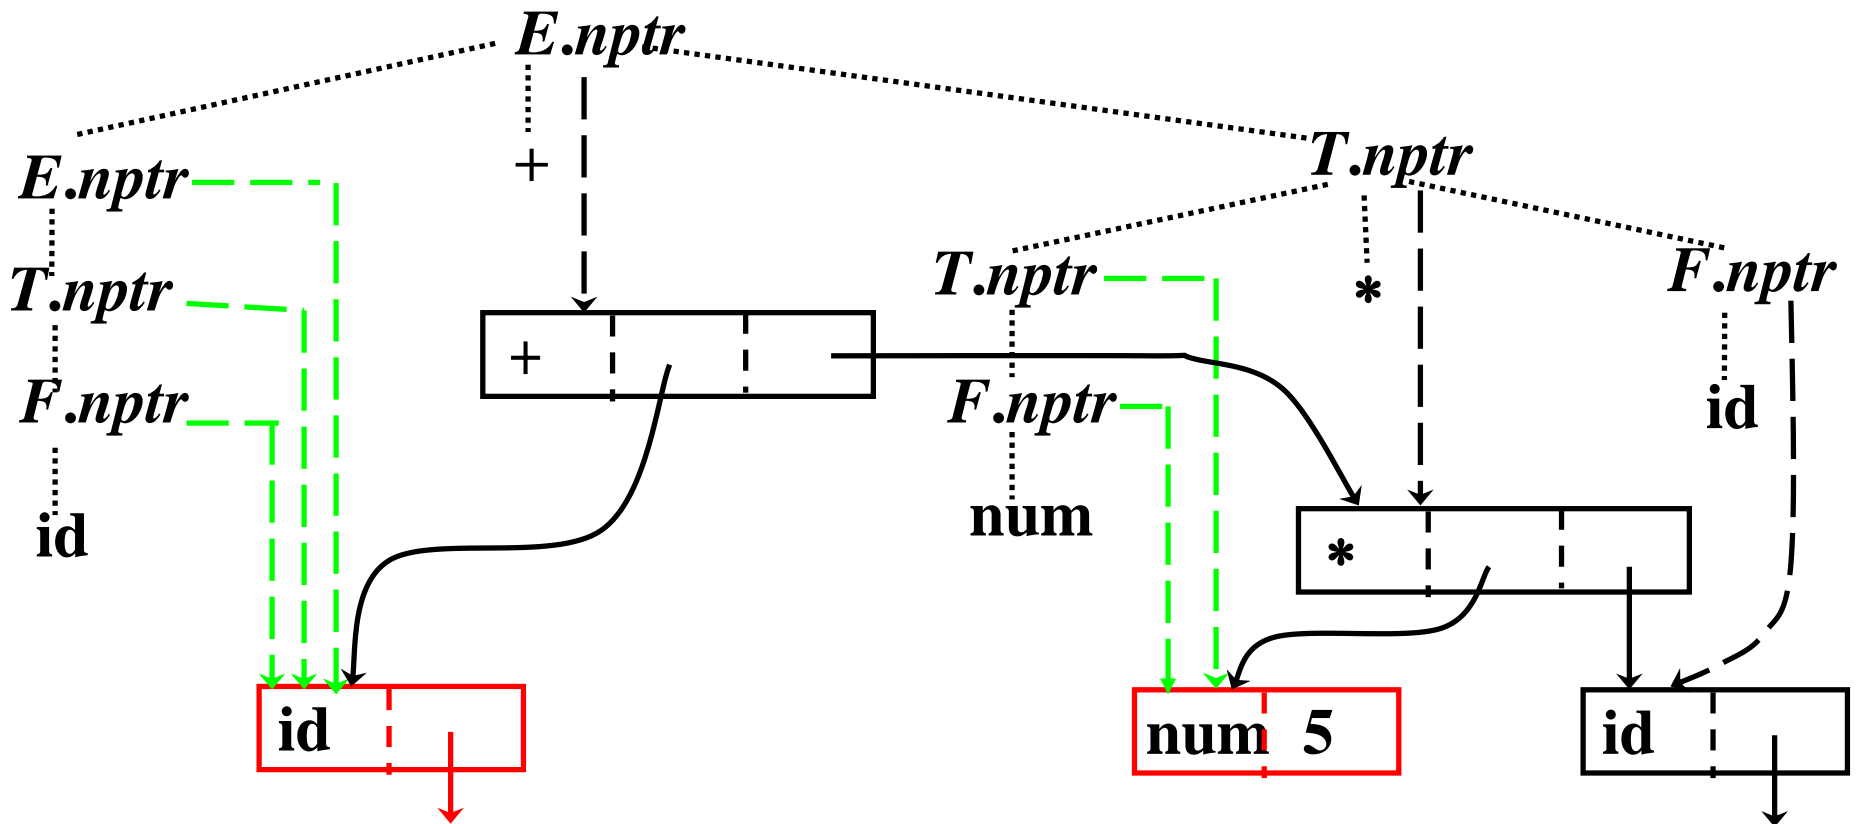 E.nptr
+
T.nptr
E.nptr
T.nptr
*
F.nptr
T.nptr
+
F.nptr
F.nptr
id
num
id
*
id
num 5
id